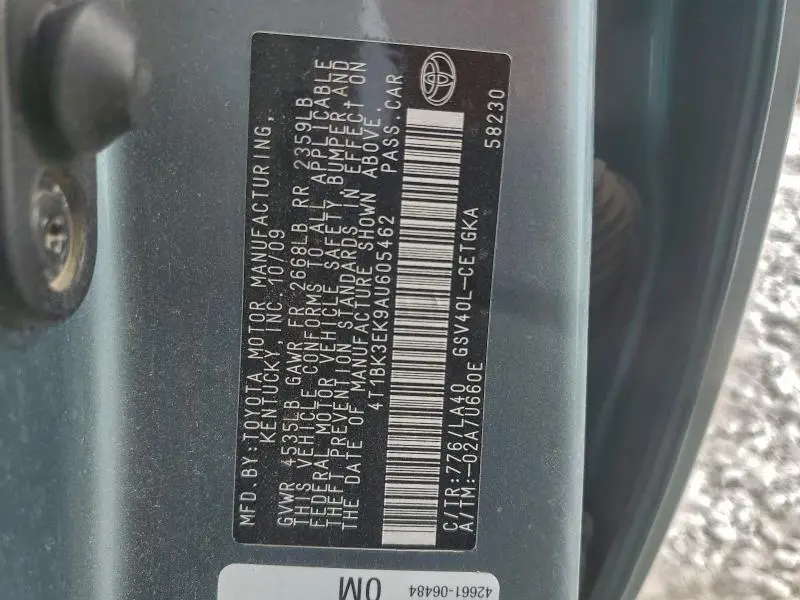 MFD. BY: TOYOTA MOTOR MANUFACTURING,
KENTUCKY, INC. 10/09
GVWR 4535LB GAWR FR 2668LB RR 2359LB
THIS VEHICLE CONFORMS TO ALL APPLICABLE
FEDERAL MOTOR VEHICLE SAFETY BUMPER, AND
THEFT PREVENTION STANDARDS IN EFFECT ON
THE DATE OF MANUFACTURE SHOWN ABOVE.
4T1BK3EK9AU605462 PASS. CAR
C/TR: 776/LA40 GSV40L-CETGKA
A/TM:-02A/U660E 58230
42661-06484
0M